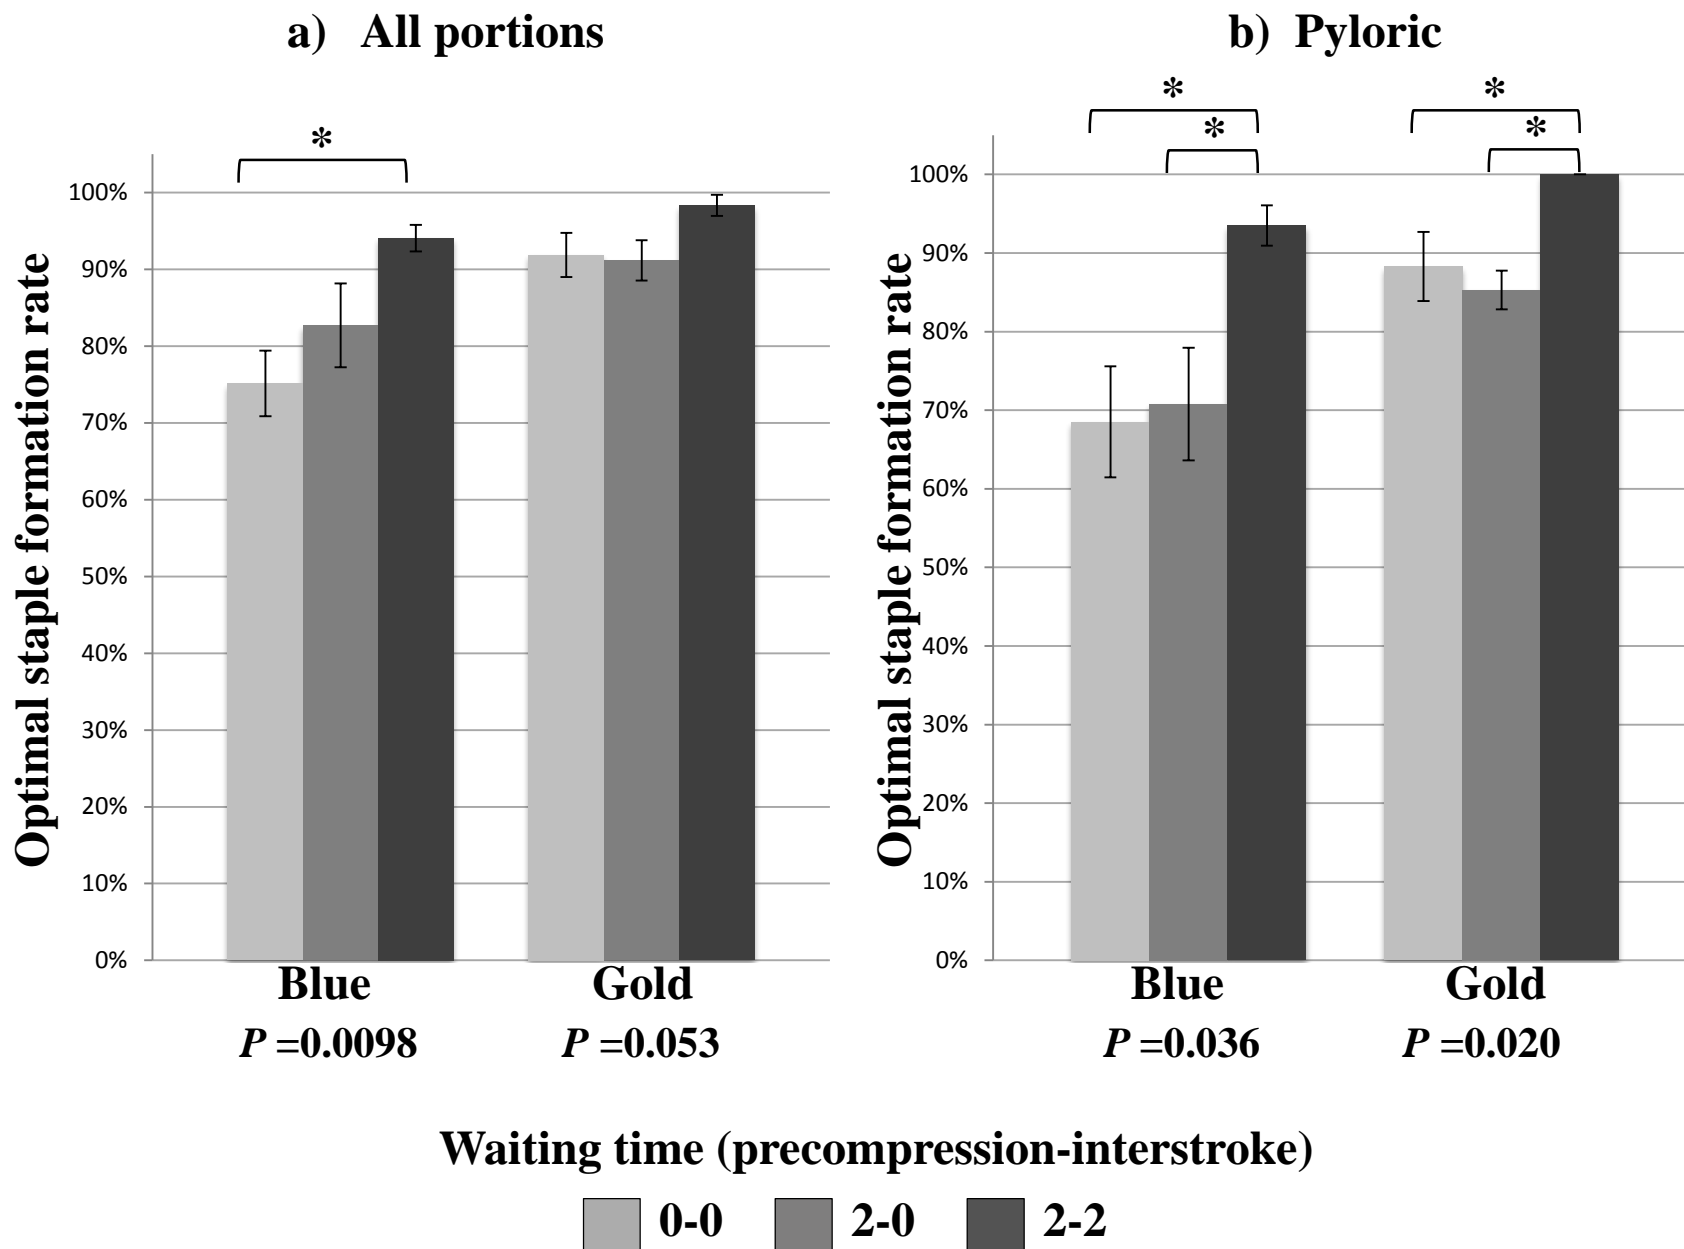 a) All portions
*
Optimal staple formation rate
100%
90%
80%
70%
60%
50%
40%
30%
20%
10%
0%
Blue Gold
P =0.0098 P =0.053
b) Pyloric
* *
* *
Optimal staple formation rate
100%
90%
80%
70%
60%
50%
40%
30%
20%
10%
0%
Blue Gold
P =0.036 P =0.020
Waiting time (precompression-interstroke)
0-0 2-0 2-2